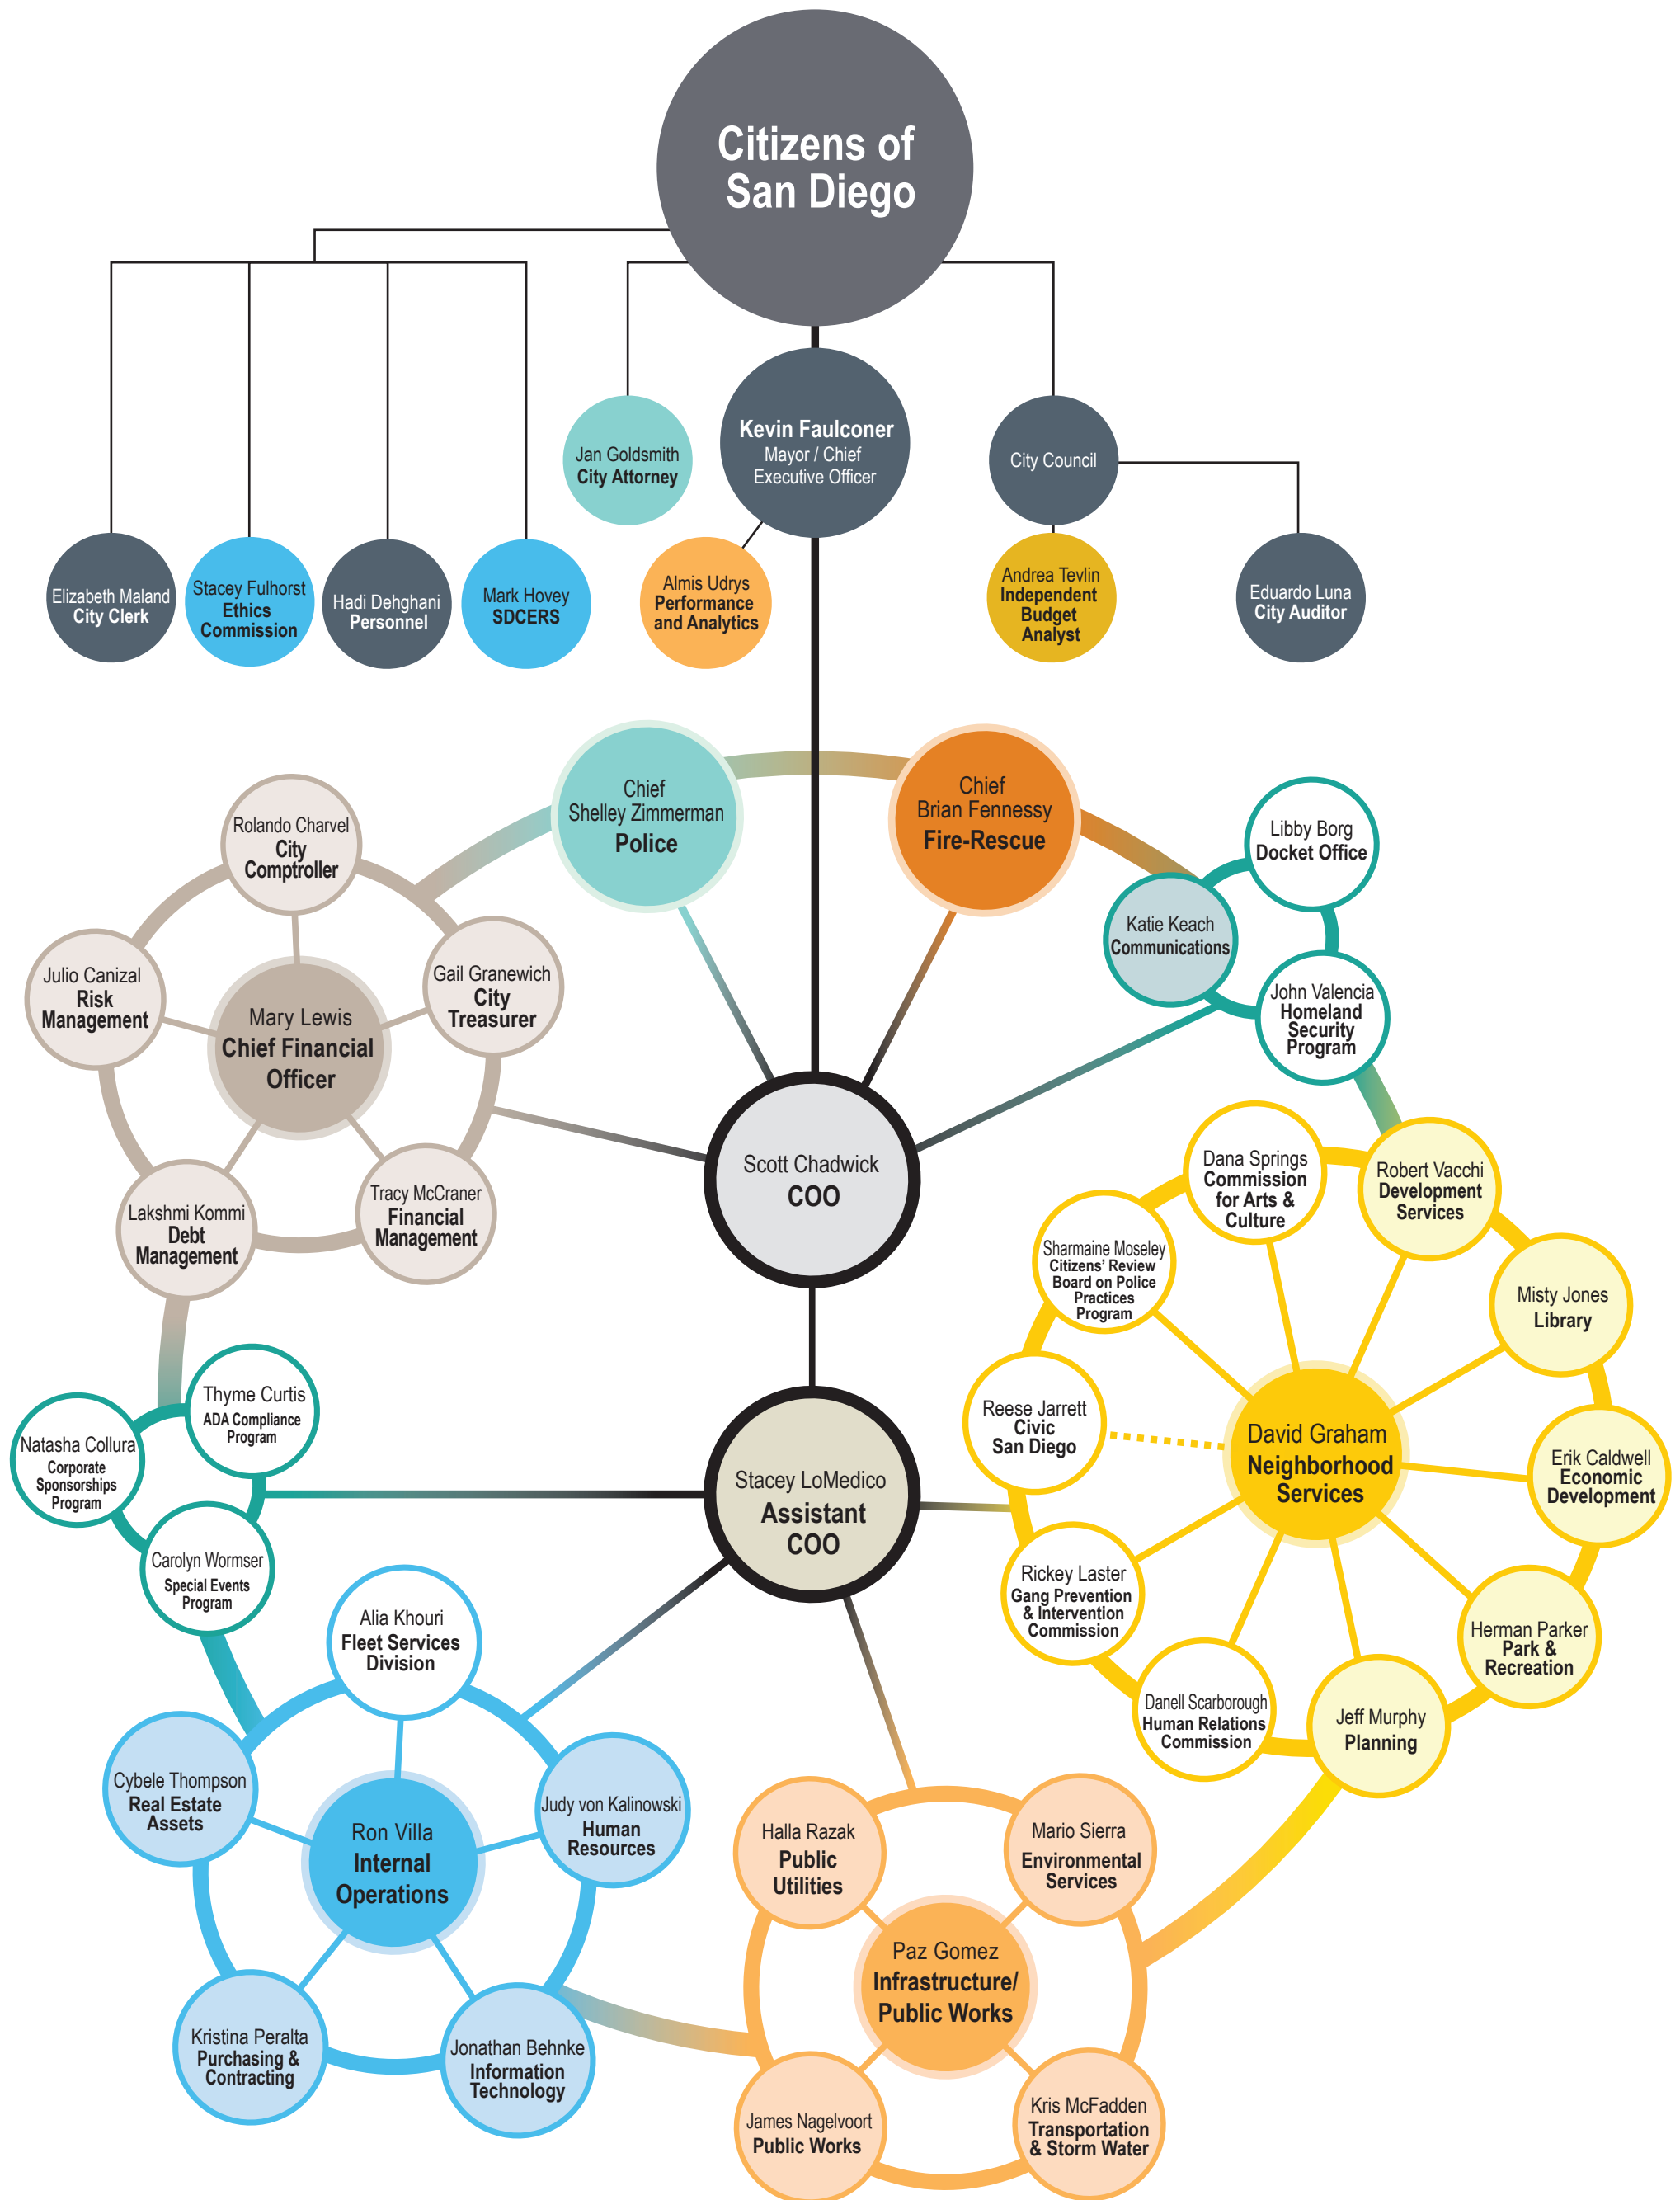 Citizens of
San Diego
Kevin Faulconer
Mayor / Chief
Executive Officer
Jan Goldsmith
City Attorney
City Council
Elizabeth Maland
City Clerk
Stacey Fulhorst
Ethics
Commission
Hadi Dehghani
Personnel
Mark Hovey
SDCERS
Almis Udrys
Performance
and Analytics
Andrea Tevlin
Independent
Budget
Analyst
Eduardo Luna
City Auditor
Chief
Shelley Zimmerman
Police
Chief
Brian Fennessy
Fire-Rescue
Libby Borg
Docket Office
Katie Keach
Communications
John Valencia
Homeland
Security
Program
Rolando Charvel
City
Comptroller
Julio Canizal
Risk
Management
Gail Granewich
City
Treasurer
Mary Lewis
Chief Financial
Officer
Lakshmi Kommi
Debt
Management
Tracy McCraner
Financial
Management
Scott Chadwick
COO
Dana Springs
Commission
for Arts &
Culture
Robert Vacchi
Development
Services
Sharmaine Moseley
Citizens’ Review
Board on Police
Practices
Program
Misty Jones
Library
Reese Jarrett
Civic
San Diego
David Graham
Neighborhood
Services
Erik Caldwell
Economic
Development
Rickey Laster
Gang Prevention
& Intervention
Commission
Herman Parker
Park &
Recreation
Danell Scarborough
Human Relations
Commission
Jeff Murphy
Planning
Thyme Curtis
ADA Compliance
Program
Natasha Collura
Corporate
Sponsorships
Program
Carolyn Wormser
Special Events
Program
Stacey LoMedico
Assistant
COO
Alia Khouri
Fleet Services
Division
Cybele Thompson
Real Estate
Assets
Judy von Kalinowski
Human
Resources
Ron Villa
Internal
Operations
Kristina Peralta
Purchasing &
Contracting
Jonathan Behnke
Information
Technology
Halla Razak
Public
Utilities
Mario Sierra
Environmental
Services
Paz Gomez
Infrastructure/
Public Works
James Nagelvoort
Public Works
Kris McFadden
Transportation
& Storm Water